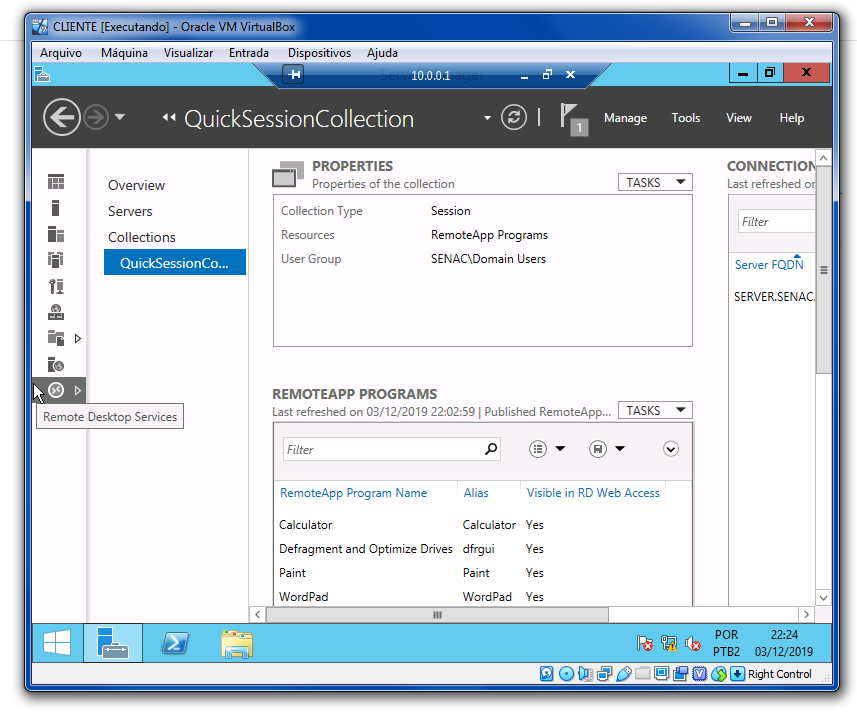 CLIENTE [Executando] - Oracle VM VirtualBox
Arquivo Máquina Visualizar Entrada Dispositivos Ajuda
10.0.0.1
QuickSessionCollection
1
Manage Tools View Help
Overview
Servers
Collections
QuickSessionCo...
Remote Desktop Services
PROPERTIES
Properties of the collection
TASKS
Collection Type Session
Resources RemoteApp Programs
User Group SENAC\Domain Users
REMOTEAPP PROGRAMS
Last refreshed on 03/12/2019 22:02:59 | Published RemoteApp...
TASKS
Filter
RemoteApp Program Name Alias Visible in RD Web Access
Calculator Calculator Yes
Defragment and Optimize Drives dfrgui Yes
Paint Paint Yes
WordPad WordPad Yes
CONNECTION
Last refreshed on
Filter
Server FQDN
SERVER.SENAC.
POR 22:24
PTB2 03/12/2019
Right Control